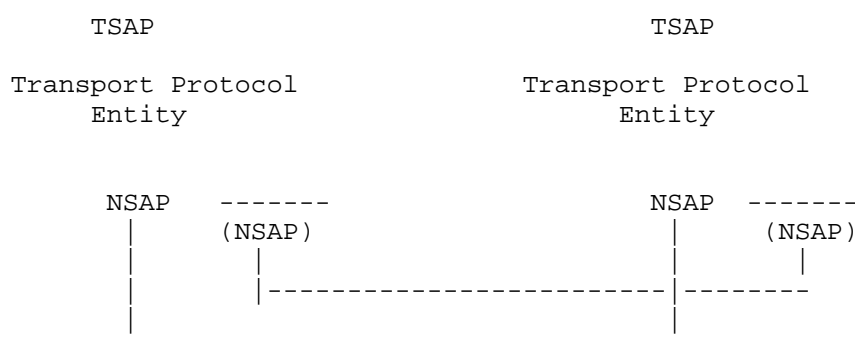 TSAP TSAP
Transport Protocol Transport Protocol
Entity Entity
NSAP ------- NSAP -------
| (NSAP) | (NSAP)
| | | |
| |-------------------------|--------
| |